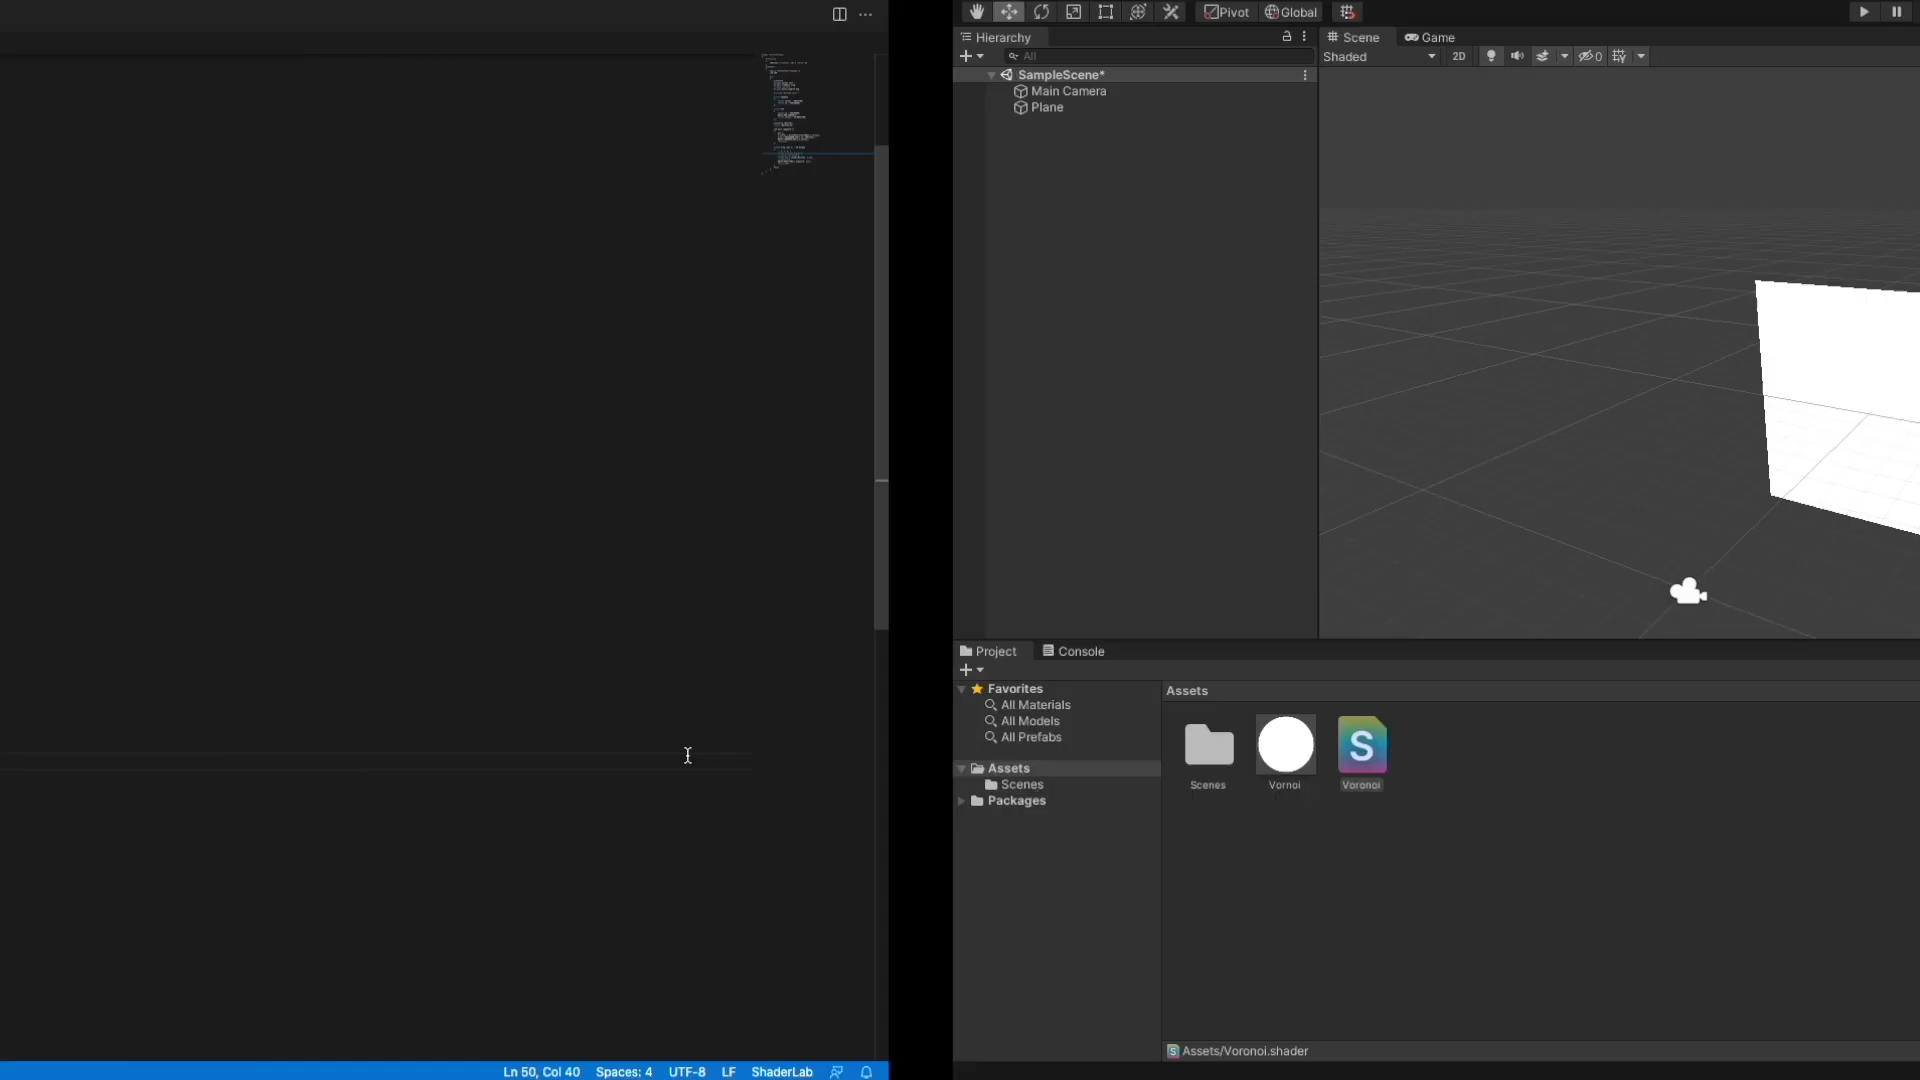 Pivot
Global
Hierarchy
Scene
Game
All
Shaded
2D
0
SampleScene*
Main Camera
Plane
Project
Console
Favorites
Assets
All Materials
All Models
All Prefabs
Scenes
Vornoi
S
Voronoi
Assets
Scenes
Packages
S
Assets/Voronoi.shader
Ln 50, Col 40
Spaces: 4
UTF-8
LF
ShaderLab